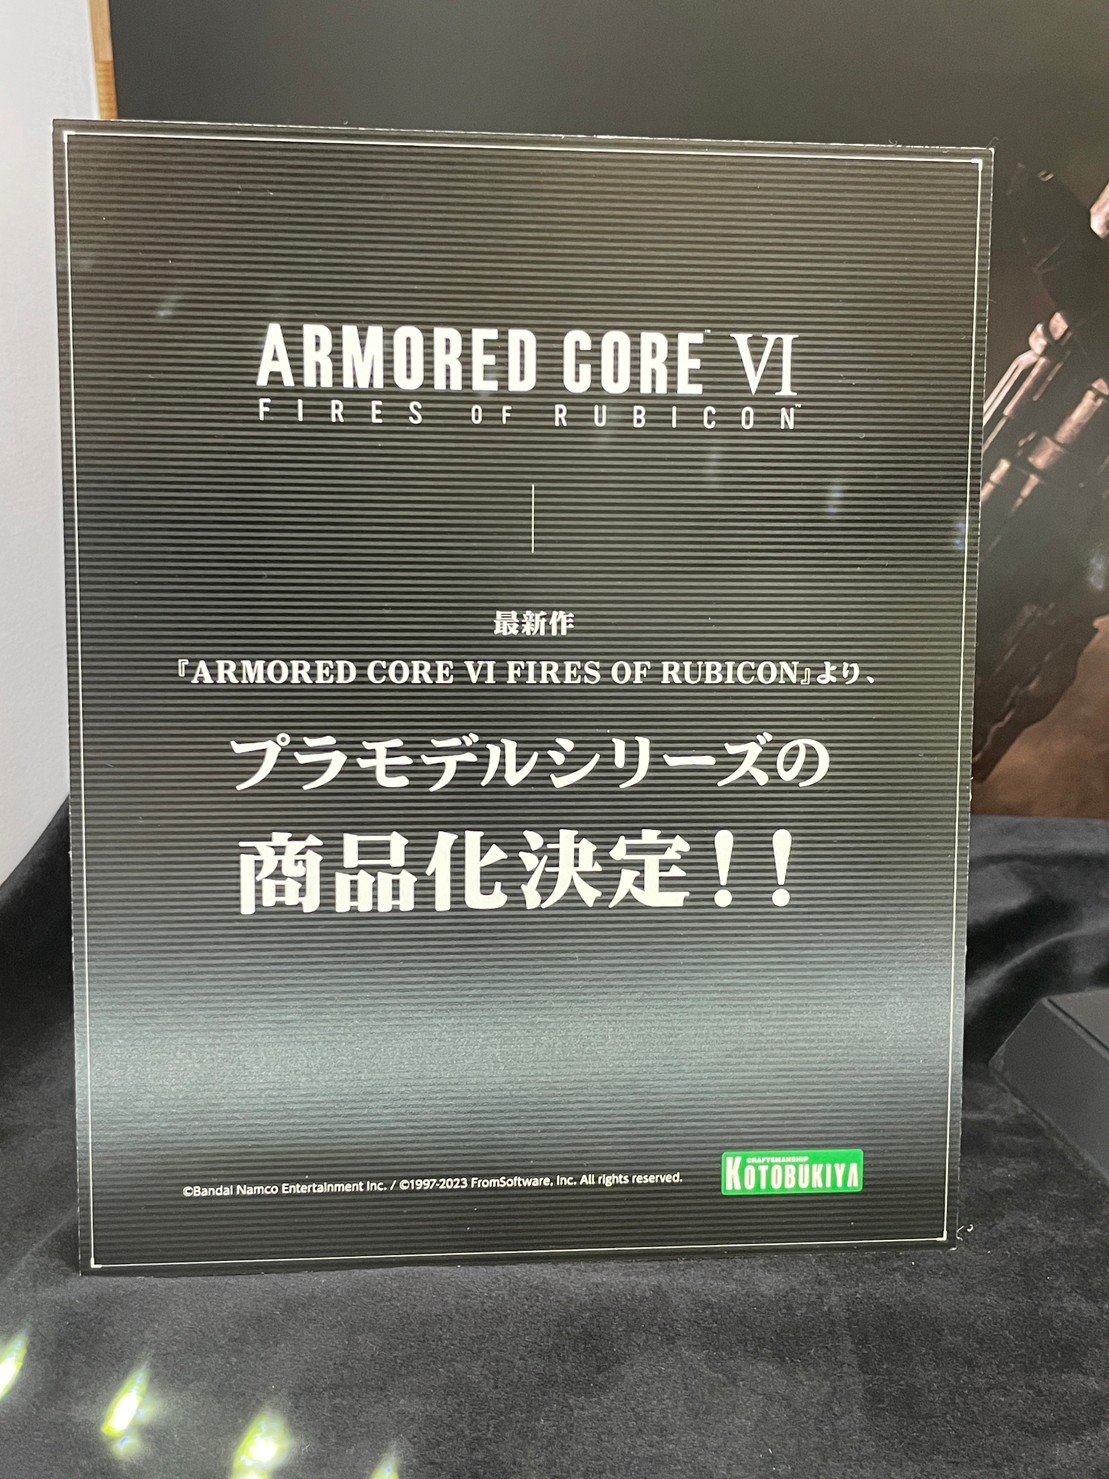 ARMORED CORE™ VI
FIRES OF RUBICON™
最新作
『ARMORED CORE VI FIRES OF RUBICON』より、
プラモデルシリーズの
商品化決定！！
©Bandai Namco Entertainment Inc. / ©1997-2023 FromSoftware, Inc. All rights reserved.
CRAFTSMANSHIP
KOTOBUKIYA